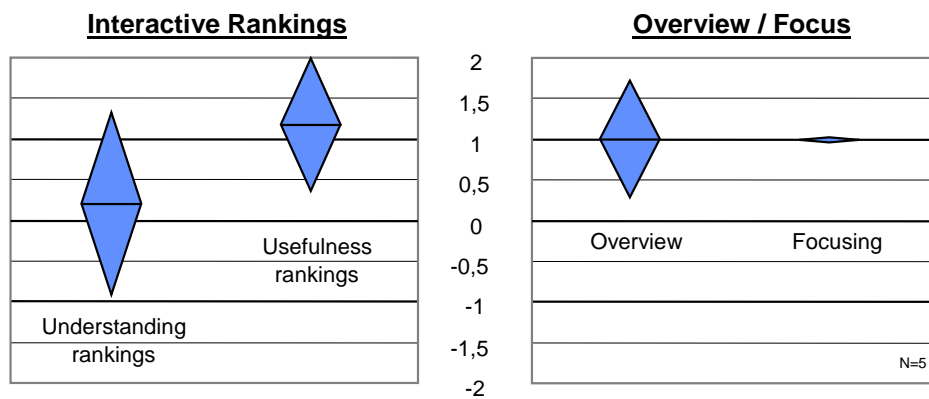 Interactive Rankings
Overview / Focus
2
1,5
1
0,5
0
-0,5
-1
-1,5
-2
Usefulness
rankings
Understanding
rankings
Overview
Focusing
N=5